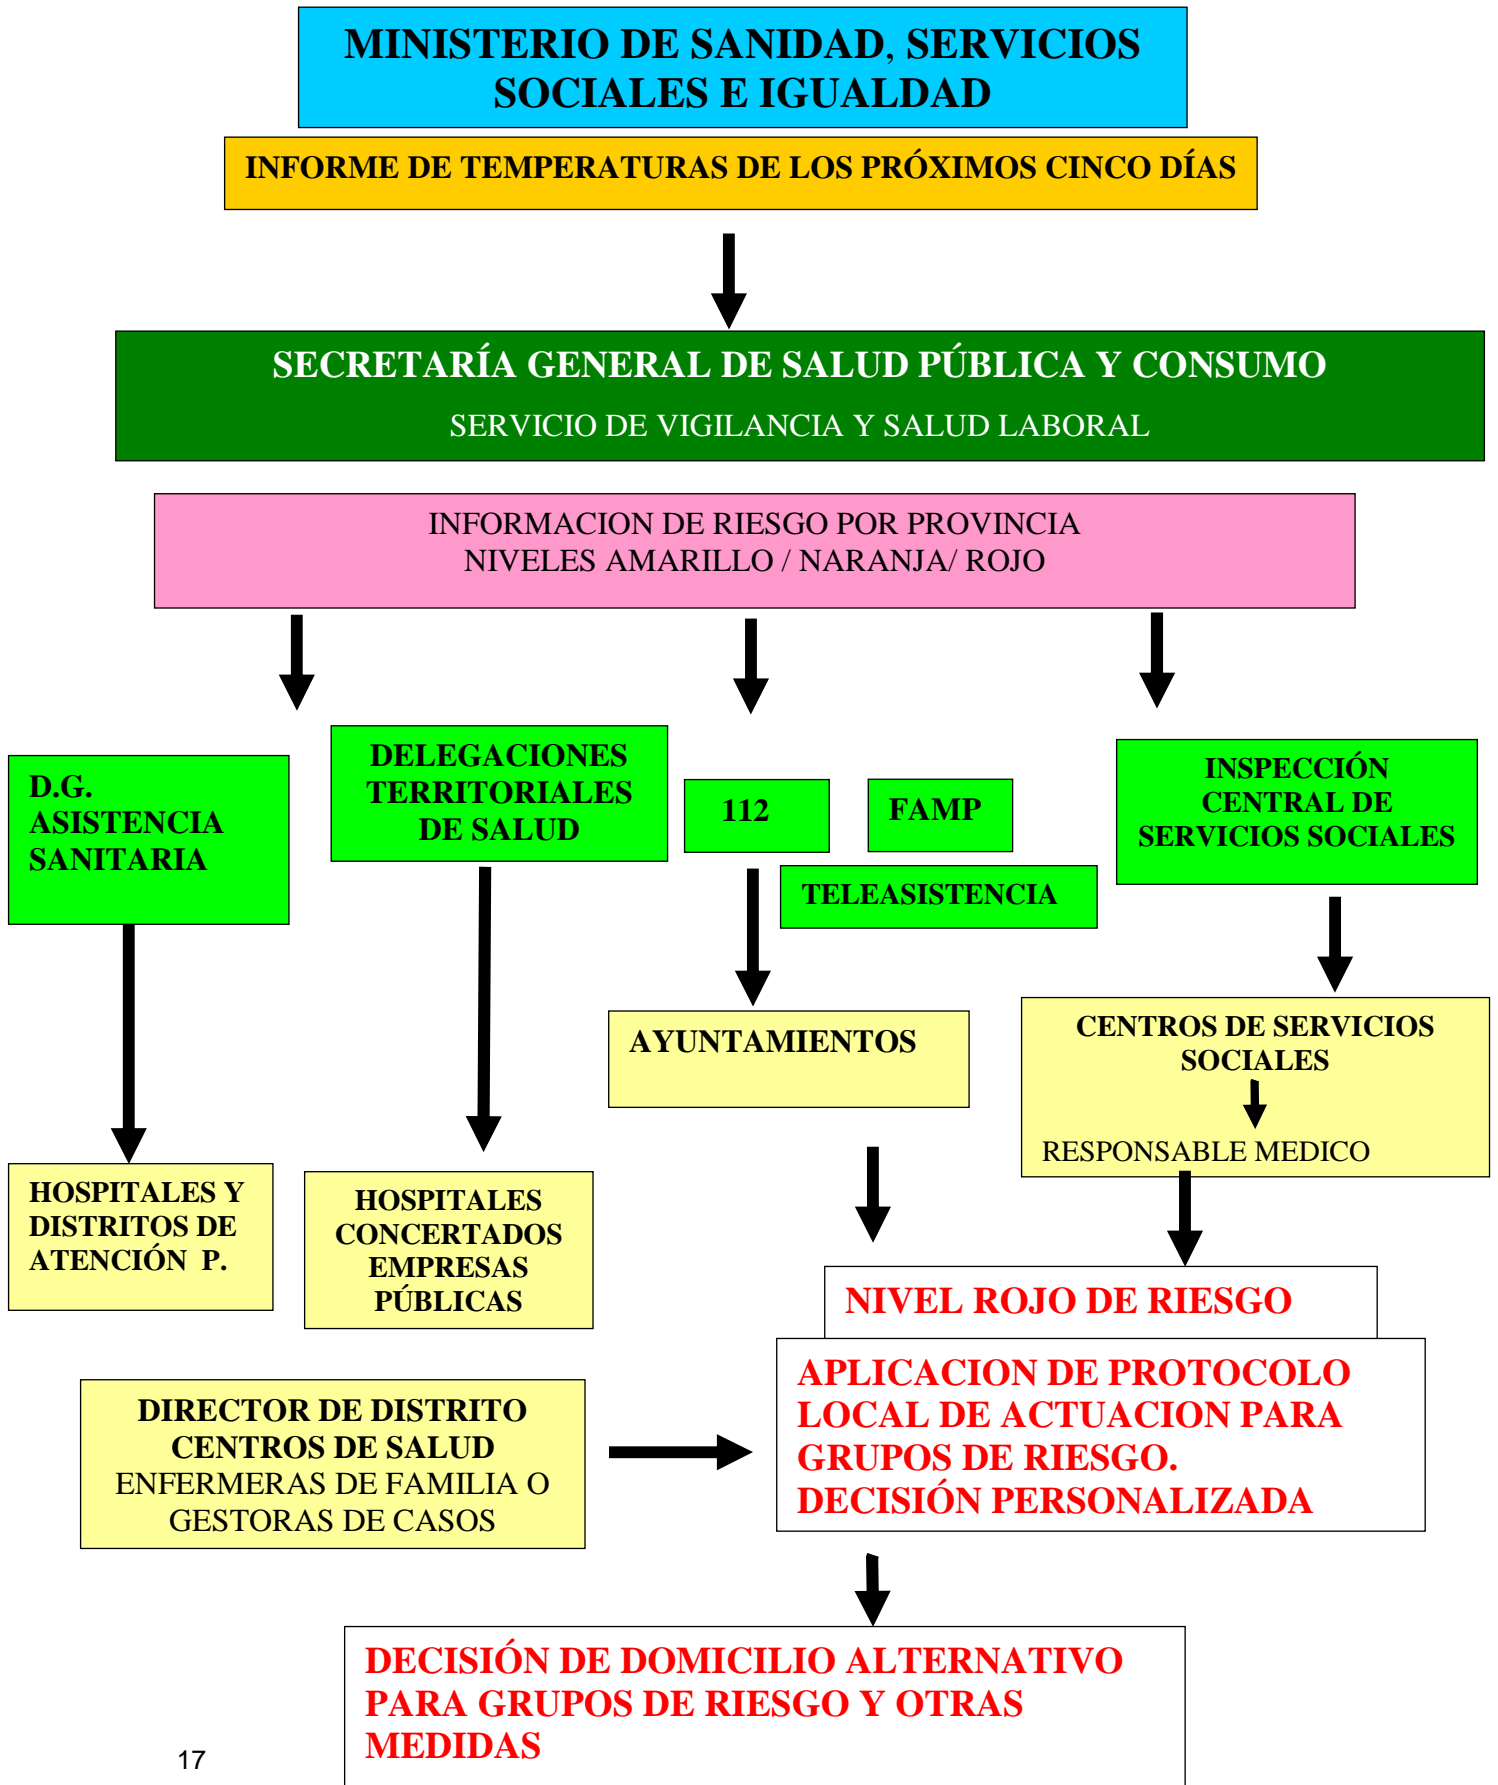 MINISTERIO DE SANIDAD, SERVICIOS
SOCIALES E IGUALDAD
INFORME DE TEMPERATURAS DE LOS PRÓXIMOS CINCO DÍAS
SECRETARÍA GENERAL DE SALUD PÚBLICA Y CONSUMO
SERVICIO DE VIGILANCIA Y SALUD LABORAL
INFORMACION DE RIESGO POR PROVINCIA
NIVELES AMARILLO / NARANJA/ ROJO
D.G.
ASISTENCIA
SANITARIA
DELEGACIONES
TERRITORIALES
DE SALUD
112
FAMP
TELEASISTENCIA
INSPECCIÓN
CENTRAL DE
SERVICIOS SOCIALES
AYUNTAMIENTOS
CENTROS DE SERVICIOS
SOCIALES
RESPONSABLE MEDICO
HOSPITALES Y
DISTRITOS DE
ATENCIÓN  P.
HOSPITALES
CONCERTADOS
EMPRESAS
PÚBLICAS
NIVEL ROJO DE RIESGO
APLICACION DE PROTOCOLO
LOCAL DE ACTUACION PARA
GRUPOS DE RIESGO.
DECISIÓN PERSONALIZADA
DIRECTOR DE DISTRITO
CENTROS DE SALUD
ENFERMERAS DE FAMILIA O
GESTORAS DE CASOS
DECISIÓN DE DOMICILIO ALTERNATIVO
PARA GRUPOS DE RIESGO Y OTRAS
MEDIDAS
17